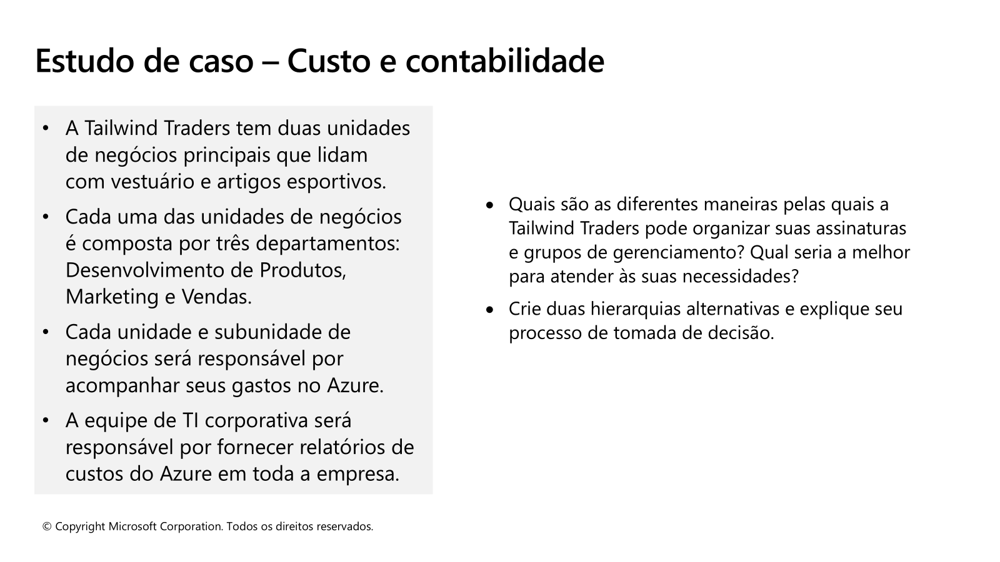 Estudo de caso – Custo e contabilidade
• A Tailwind Traders tem duas unidades
de negócios principais que lidam
com vestuário e artigos esportivos.
• Cada uma das unidades de negócios
é composta por três departamentos:
Desenvolvimento de Produtos,
Marketing e Vendas.
• Cada unidade e subunidade de
negócios será responsável por
acompanhar seus gastos no Azure.
• A equipe de TI corporativa será
responsável por fornecer relatórios de
custos do Azure em toda a empresa.
• Quais são as diferentes maneiras pelas quais a
Tailwind Traders pode organizar suas assinaturas
e grupos de gerenciamento? Qual seria a melhor
para atender às suas necessidades?
• Crie duas hierarquias alternativas e explique seu
processo de tomada de decisão.
© Copyright Microsoft Corporation. Todos os direitos reservados.